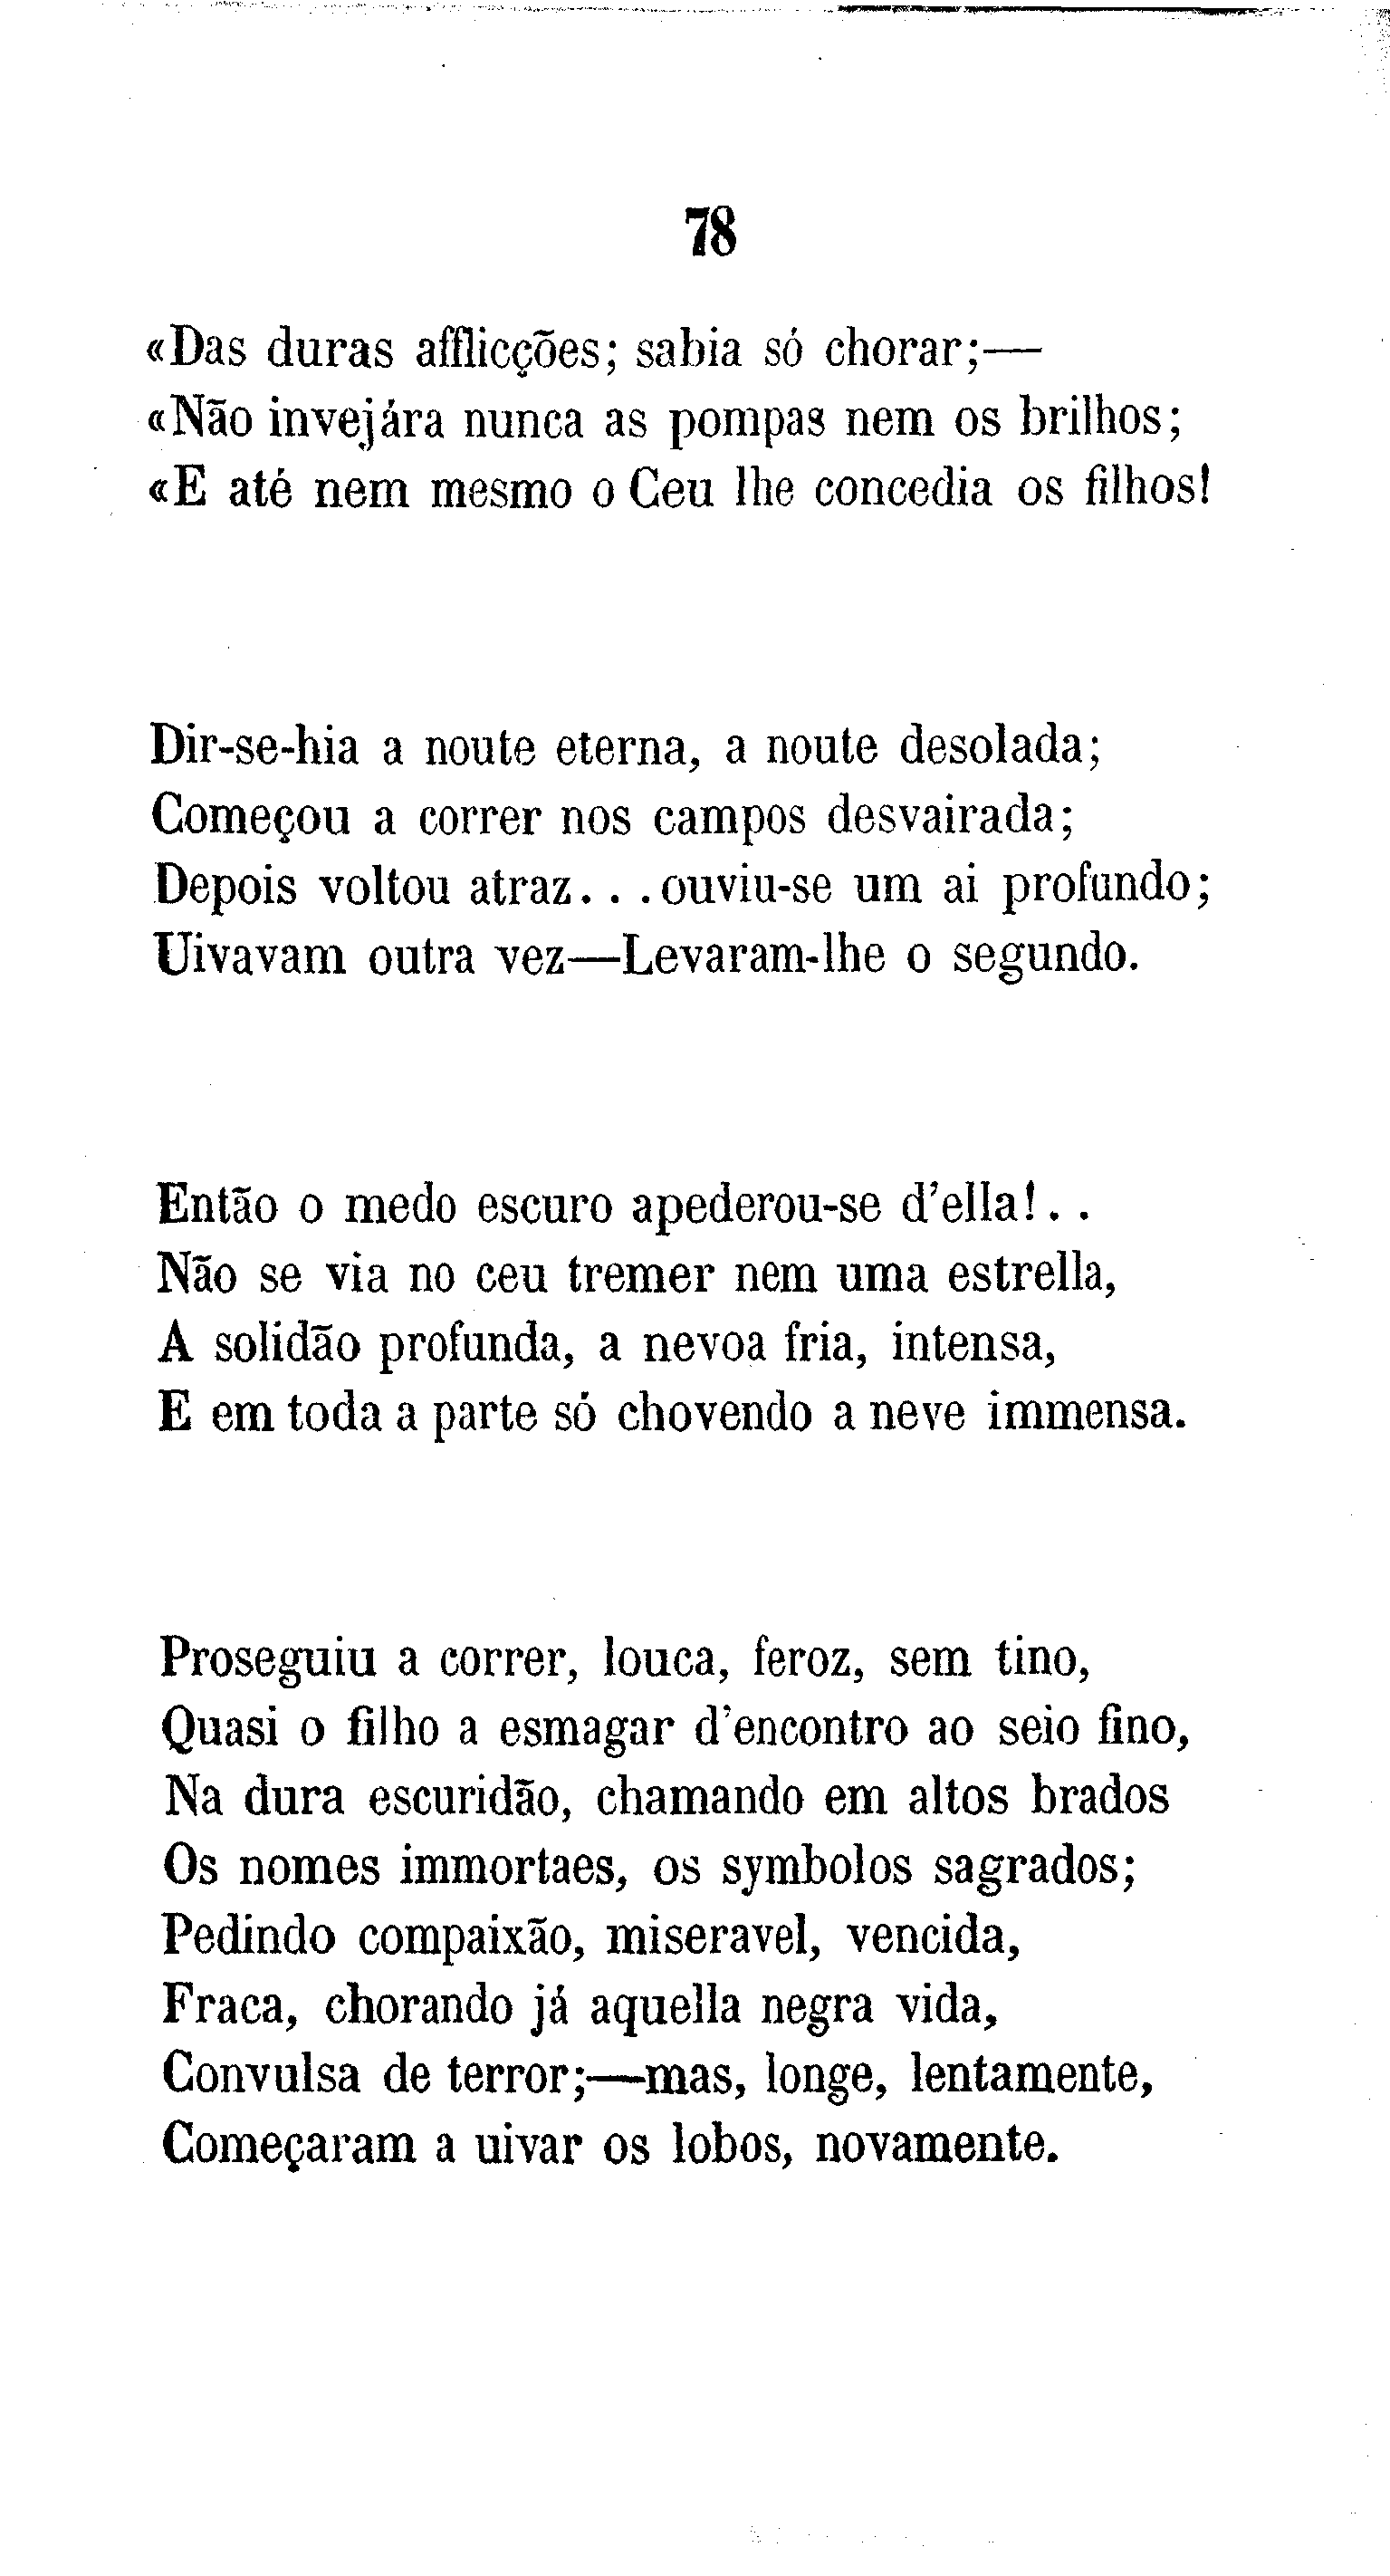 78
«Das duras afflicções; sabia só chorar;—
«Não invejára nunca as pompas nem os brilhos;
«E até nem mesmo o Ceu lhe concedia os filhos!
Dir-se-hia a noute eterna, a noute desolada;
Começou a correr nos campos desvairada;
Depois voltou atraz. . . ouviu-se um ai profundo;
Uivavam outra vez—Levaram-lhe o segundo.
Então o medo escuro apederou-se d'ella!. .
Não se via no ceu tremer nem uma estrella,
A solidão profunda, a nevoa fria, intensa,
E em toda a parte só chovendo a neve immensa.
Proseguiu a correr, louca, feroz, sem tino,
Quasi o filho a esmagar d'encontro ao seio fino,
Na dura escuridão, chamando em altos brados
Os nomes immortaes, os symbolos sagrados;
Pedindo compaixão, miseravel, vencida,
Fraca, chorando já aquella negra vida,
Convulsa de terror;—mas, longe, lentamente,
Começaram a uivar os lobos, novamente.